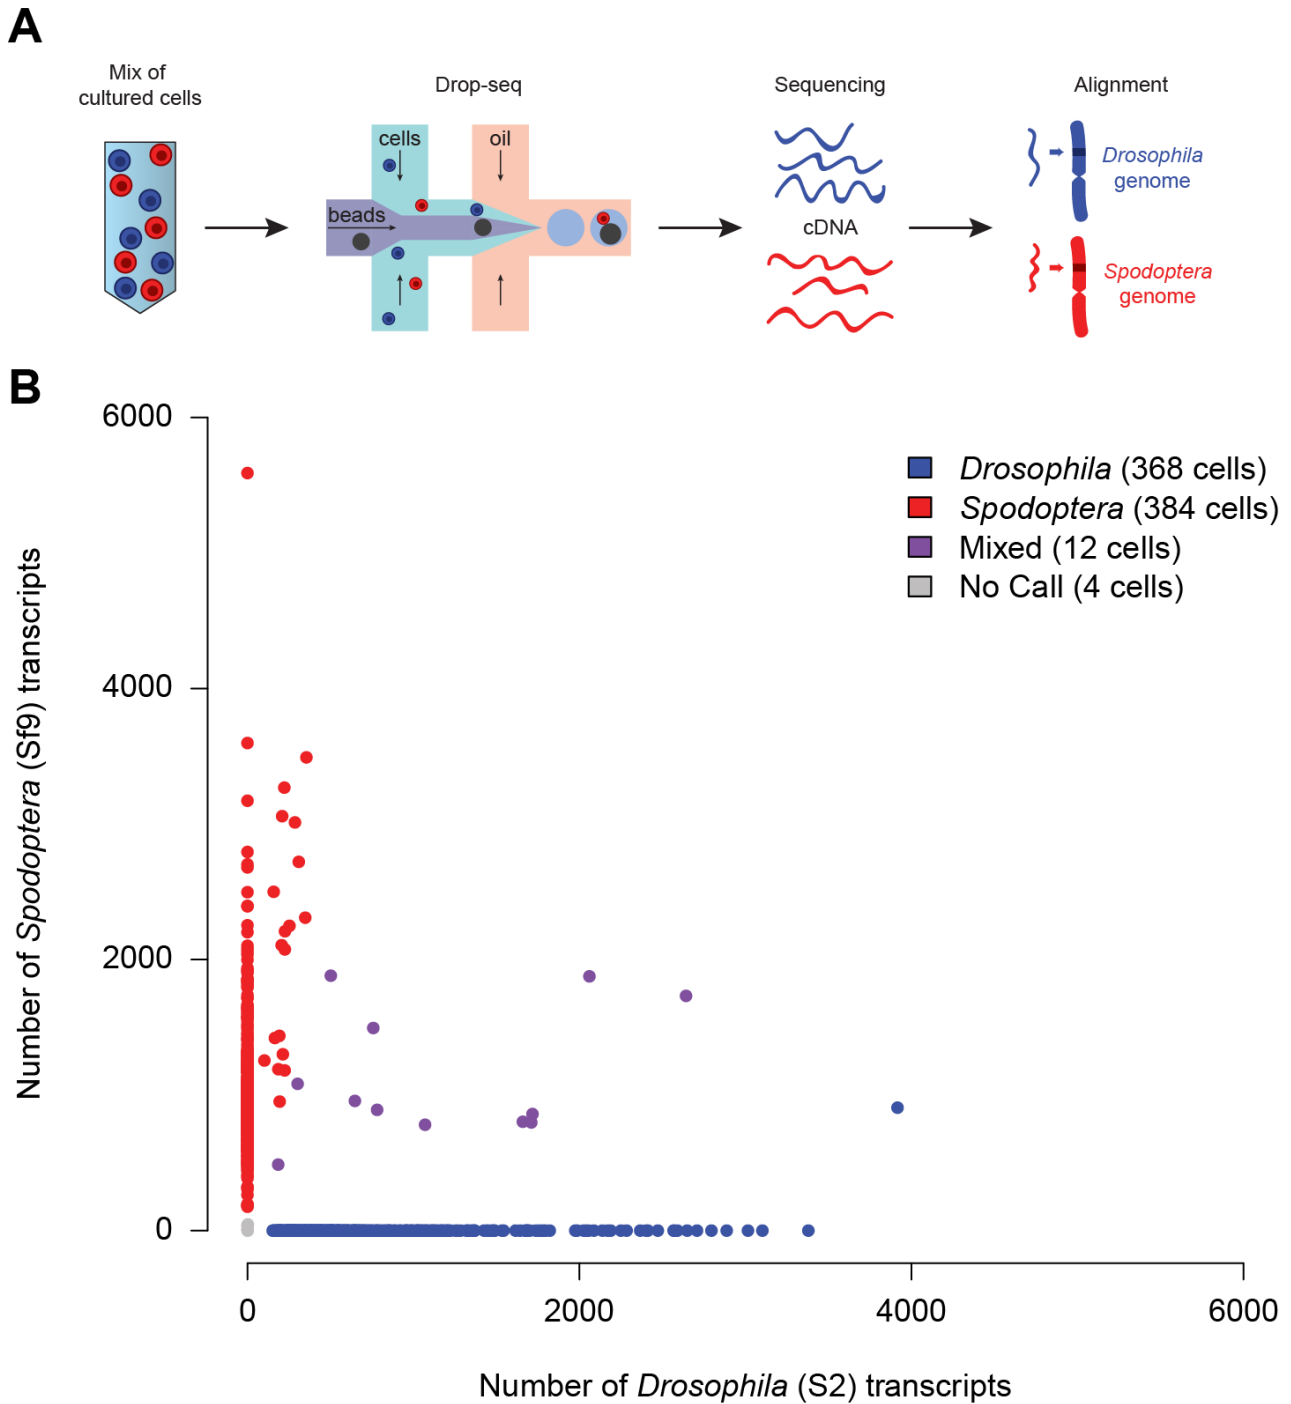 A
Mix of
cultured cells
Drop-seq
Sequencing
Alignment
cells
oil
beads
cDNA
Drosophila
genome
Spodoptera
genome
B
6000
4000
2000
0
Number of Spodoptera (Sf9) transcripts
Drosophila (368 cells)
Spodoptera (384 cells)
Mixed (12 cells)
No Call (4 cells)
0
2000
4000
6000
Number of Drosophila (S2) transcripts